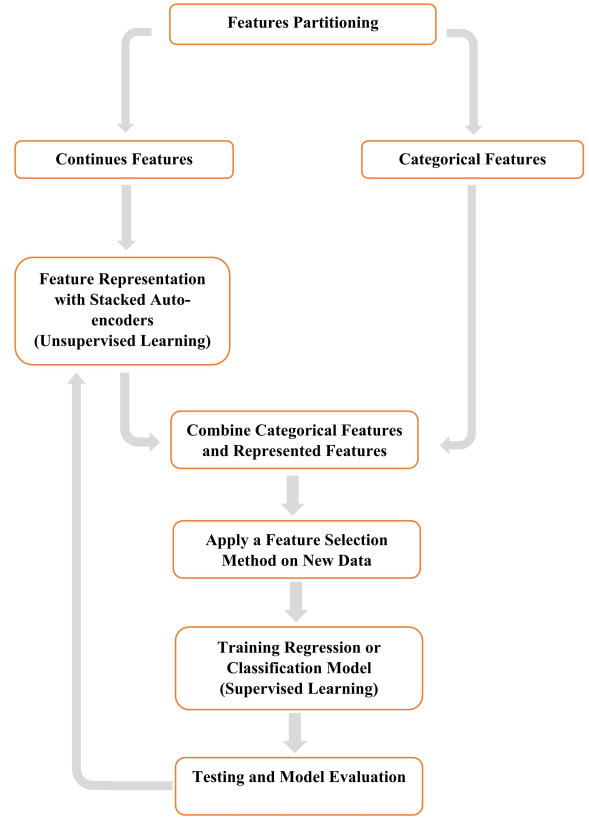 Features Partitioning
Continues Features
Categorical Features
Feature Representation
with Stacked Auto-
encoders
(Unsupervised Learning)
Combine Categorical Features
and Represented Features
Apply a Feature Selection
Method on New Data
Training Regression or
Classification Model
(Supervised Learning)
Testing and Model Evaluation